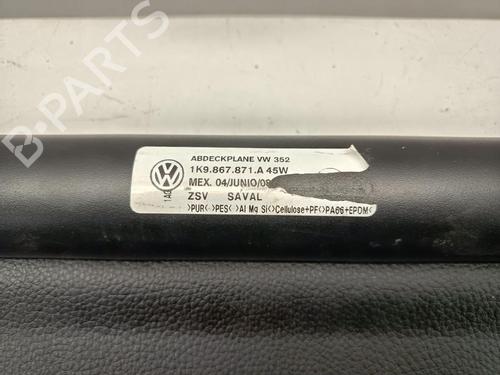 B-PARTS
ABDECKPLANE VW 352
1K9.867.871.A 45W
MEX. 04/JUNIO/09
ZSV SAVAL
>PUR<>PES<>Al Mg Si<>Cellulose+PF<>PA66+EPDM<